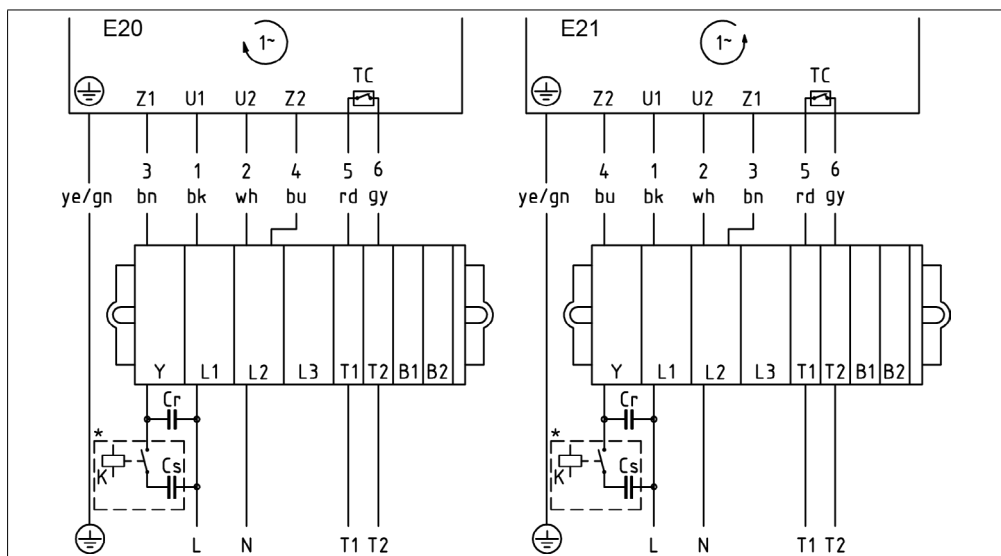 E20
1~
TC
Z1 U1 U2 Z2
3 1 2 4 5 6
ye/gn bn bk wh bu rd gy
Y L1 L2 L3 T1 T2 B1 B2
Cr
*
K Cs
L N T1 T2
E21
1~
TC
Z2 U1 U2 Z1
4 1 2 3 5 6
ye/gn bu bk wh bn rd gy
Y L1 L2 L3 T1 T2 B1 B2
Cr
*
K Cs
L N T1 T2